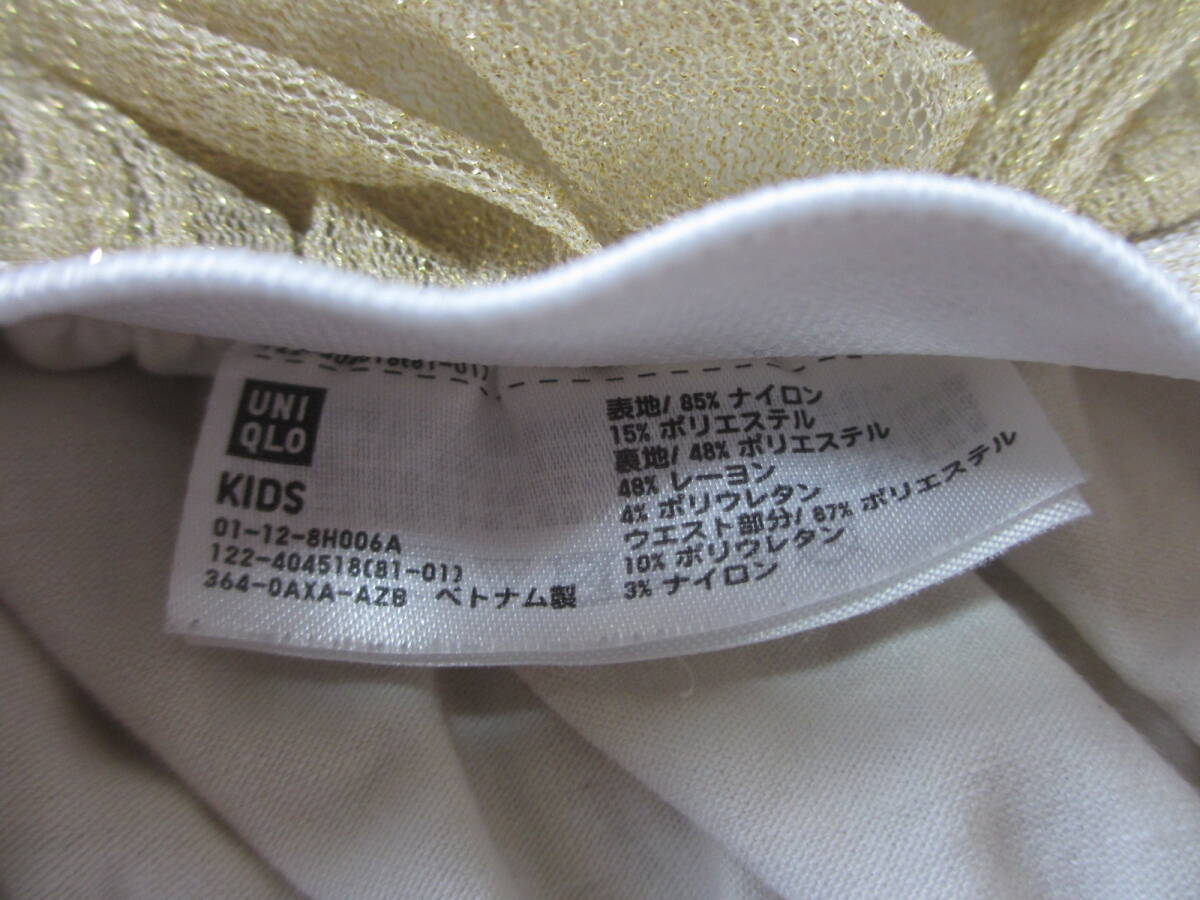 UNI
QLO
KIDS
01-12-8H006A
122-404518(81-01)
364-0AXA-AZB ベトナム製
表地/ 85% ナイロン
15% ポリエステル
裏地/ 48% ポリエステル
48% レーヨン
4% ポリウレタン
ウエスト部分/ 87% ポリエステル
10% ポリウレタン
3% ナイロン